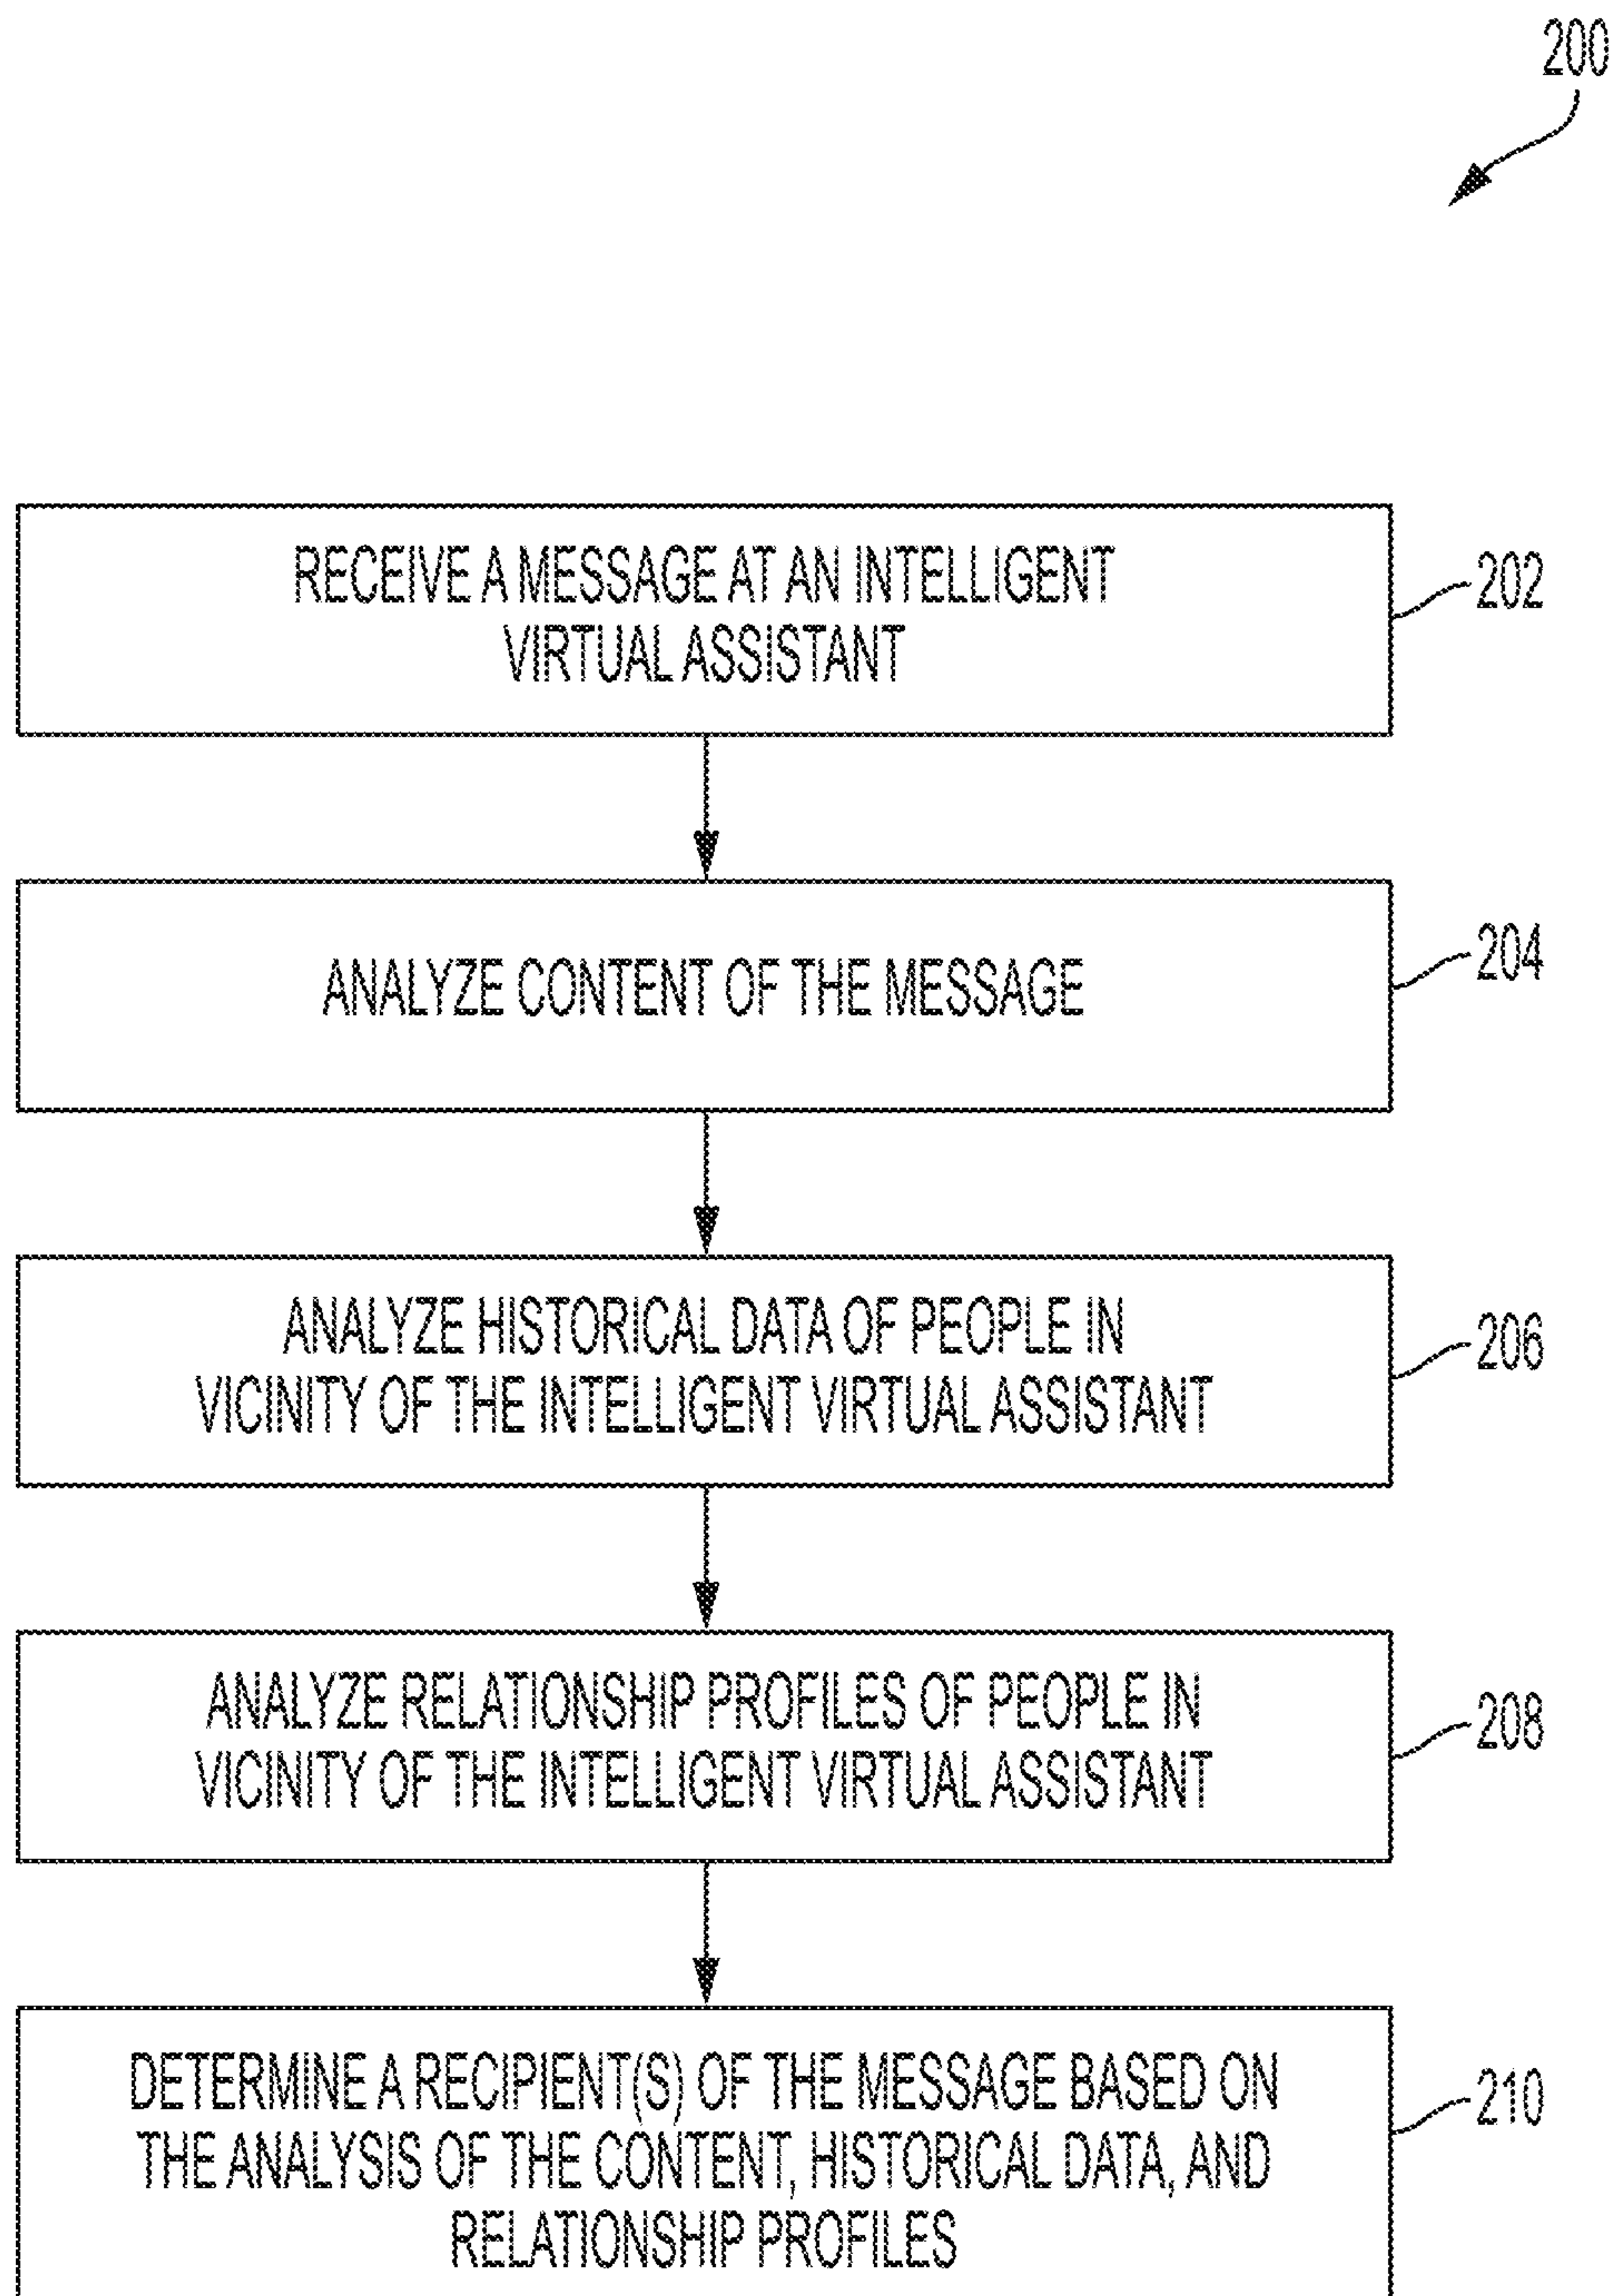 200
RECEIVE A MESSAGE AT AN INTELLIGENT
VIRTUAL ASSISTANT
202
ANALYZE CONTENT OF THE MESSAGE
204
ANALYZE HISTORICAL DATA OF PEOPLE IN
VICINITY OF THE INTELLIGENT VIRTUAL ASSISTANT
206
ANALYZE RELATIONSHIP PROFILES OF PEOPLE IN
VICINITY OF THE INTELLIGENT VIRTUAL ASSISTANT
208
DETERMINE A RECIPIENT(S) OF THE MESSAGE BASED ON
THE ANALYSIS OF THE CONTENT, HISTORICAL DATA, AND
RELATIONSHIP PROFILES
210